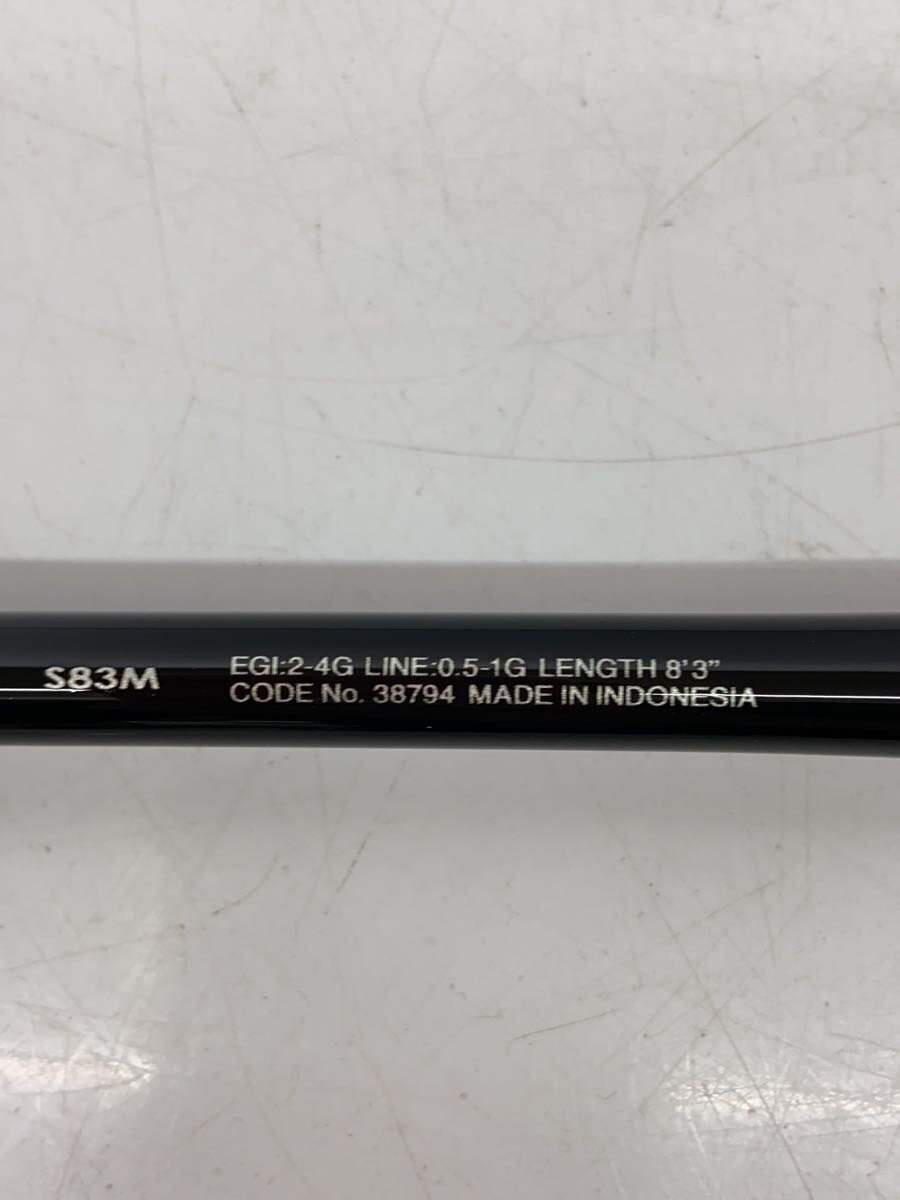 S83M
EGI:2-4G LINE:0.5-1G LENGTH 8'3"
CODE No. 38794 MADE IN INDONESIA